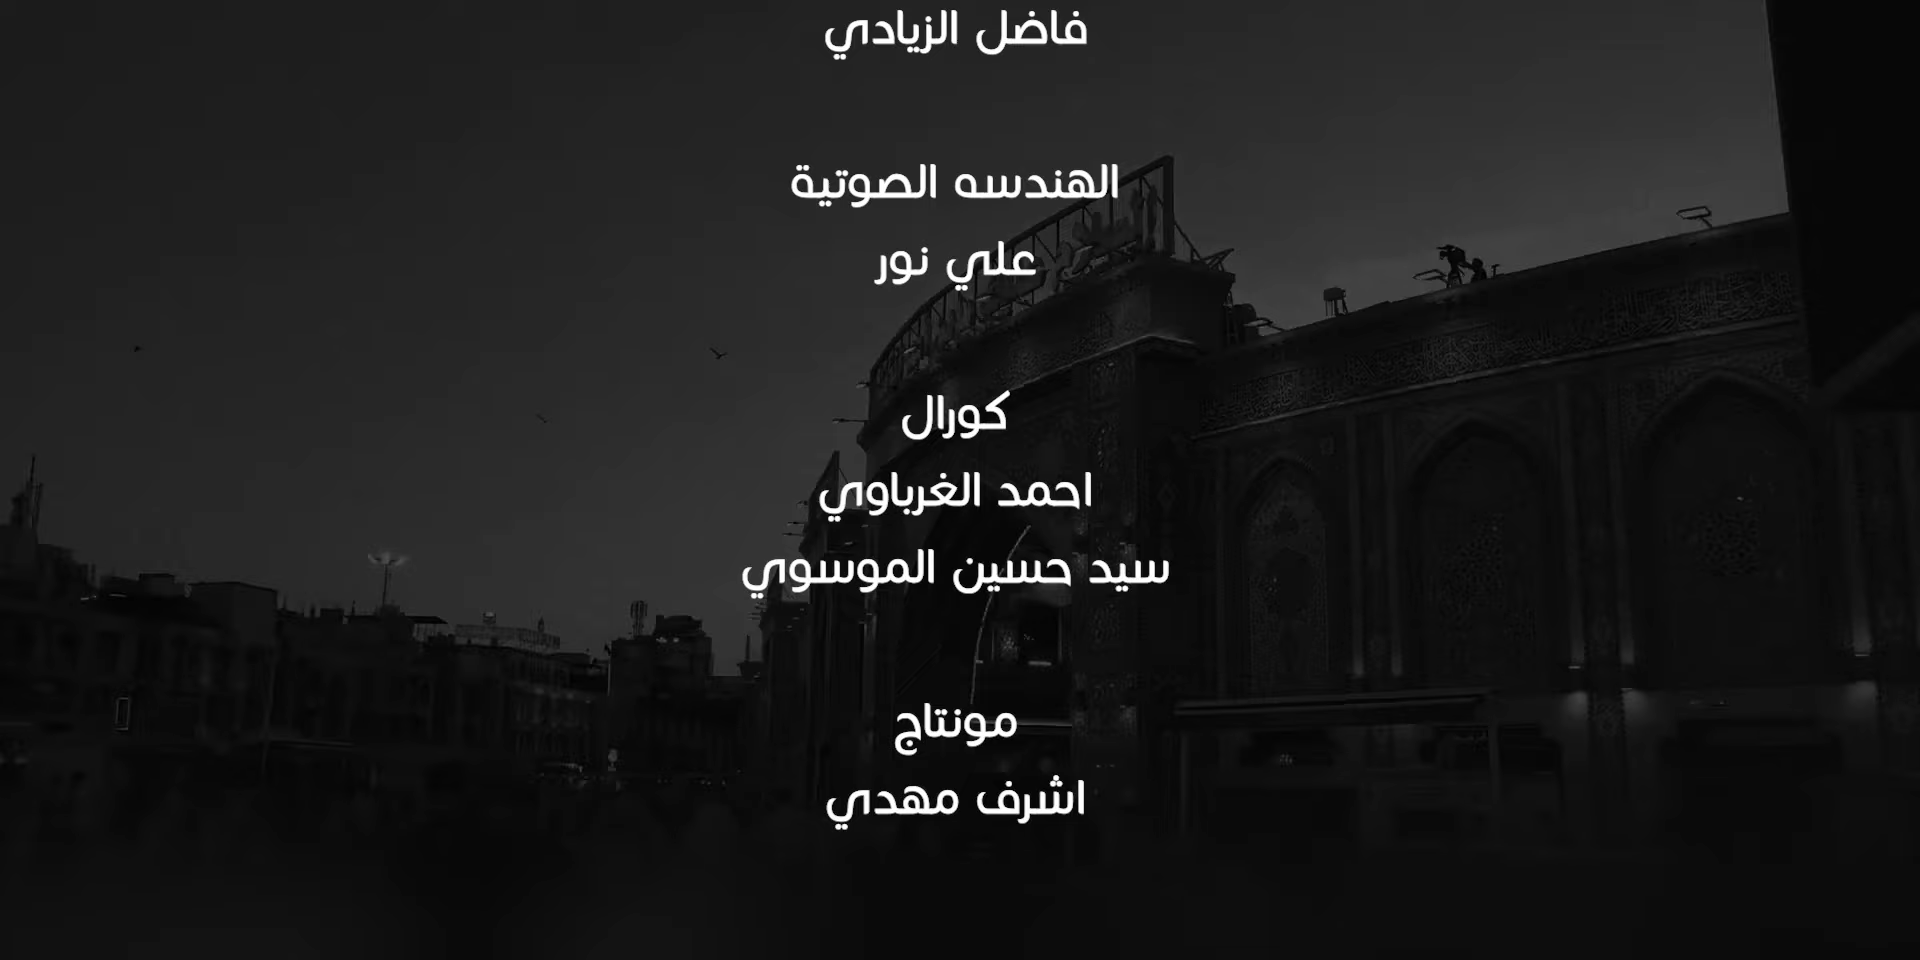 فاضل الزيادي
الهندسه الصوتية
علي نور
كورال
احمد الغرباوي
سيد حسين الموسوي
مونتاج
اشرف مهدي